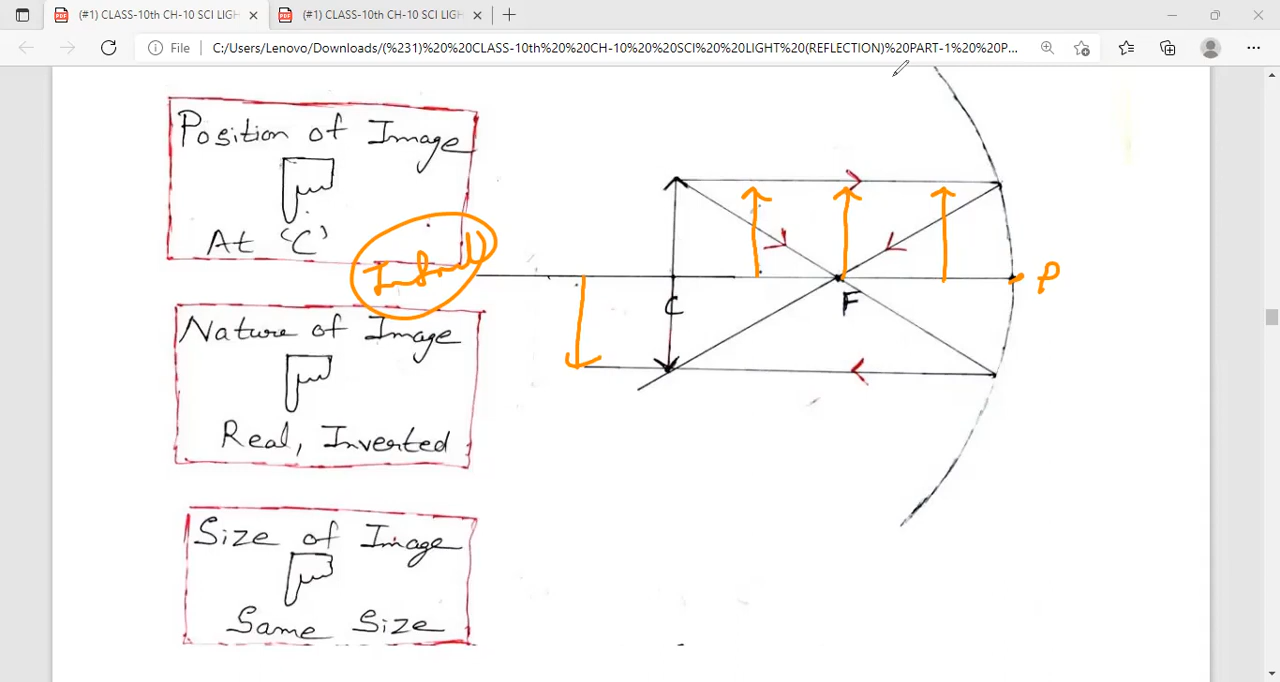 (#1) CLASS-10th CH-10 SCI LIGH
(#1) CLASS-10th CH-10 SCI LIGH
File
C:/Users/Lenovo/Downloads/(%231)%20%20CLASS-10th%20%20CH-10%20%20SCI%20%20LIGHT%20(REFLECTION)%20PART-1%20%20P...
Position of Image
At 'C'
Nature of Image
Real, Inverted
Size of Image
Same Size
C
F
P